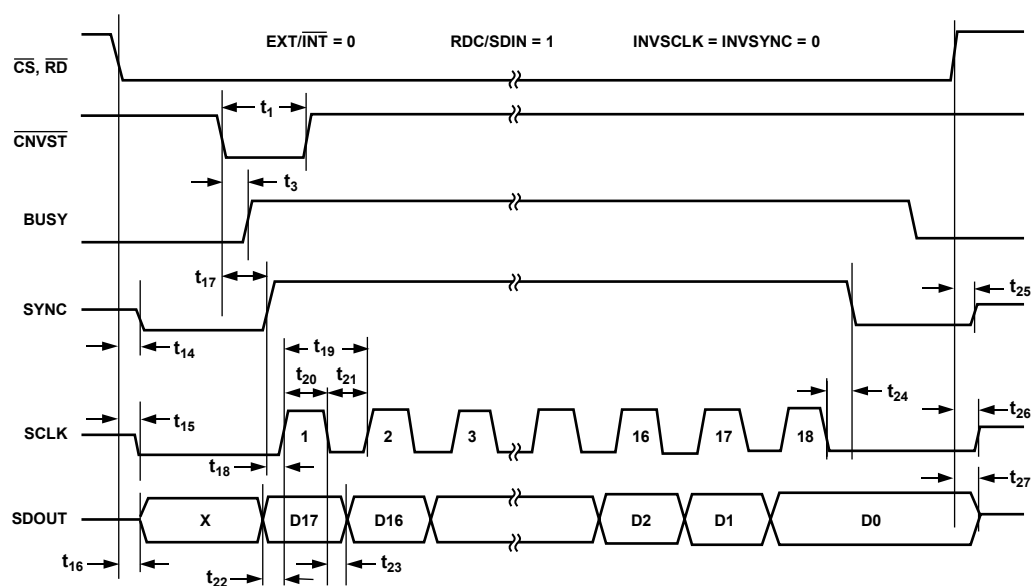 EXT/INT = 0 RDC/SDIN = 1 INVSCLK = INVSYNC = 0
CS, RD
t1
CNVST
t3
BUSY
t17
SYNC
t25
t14
t19
t20 t21
t24
t15
t26
SCLK
1 2 3 16 17 18
t18
t27
SDOUT
X D17 D16 D2 D1 D0
t16
t22 t23